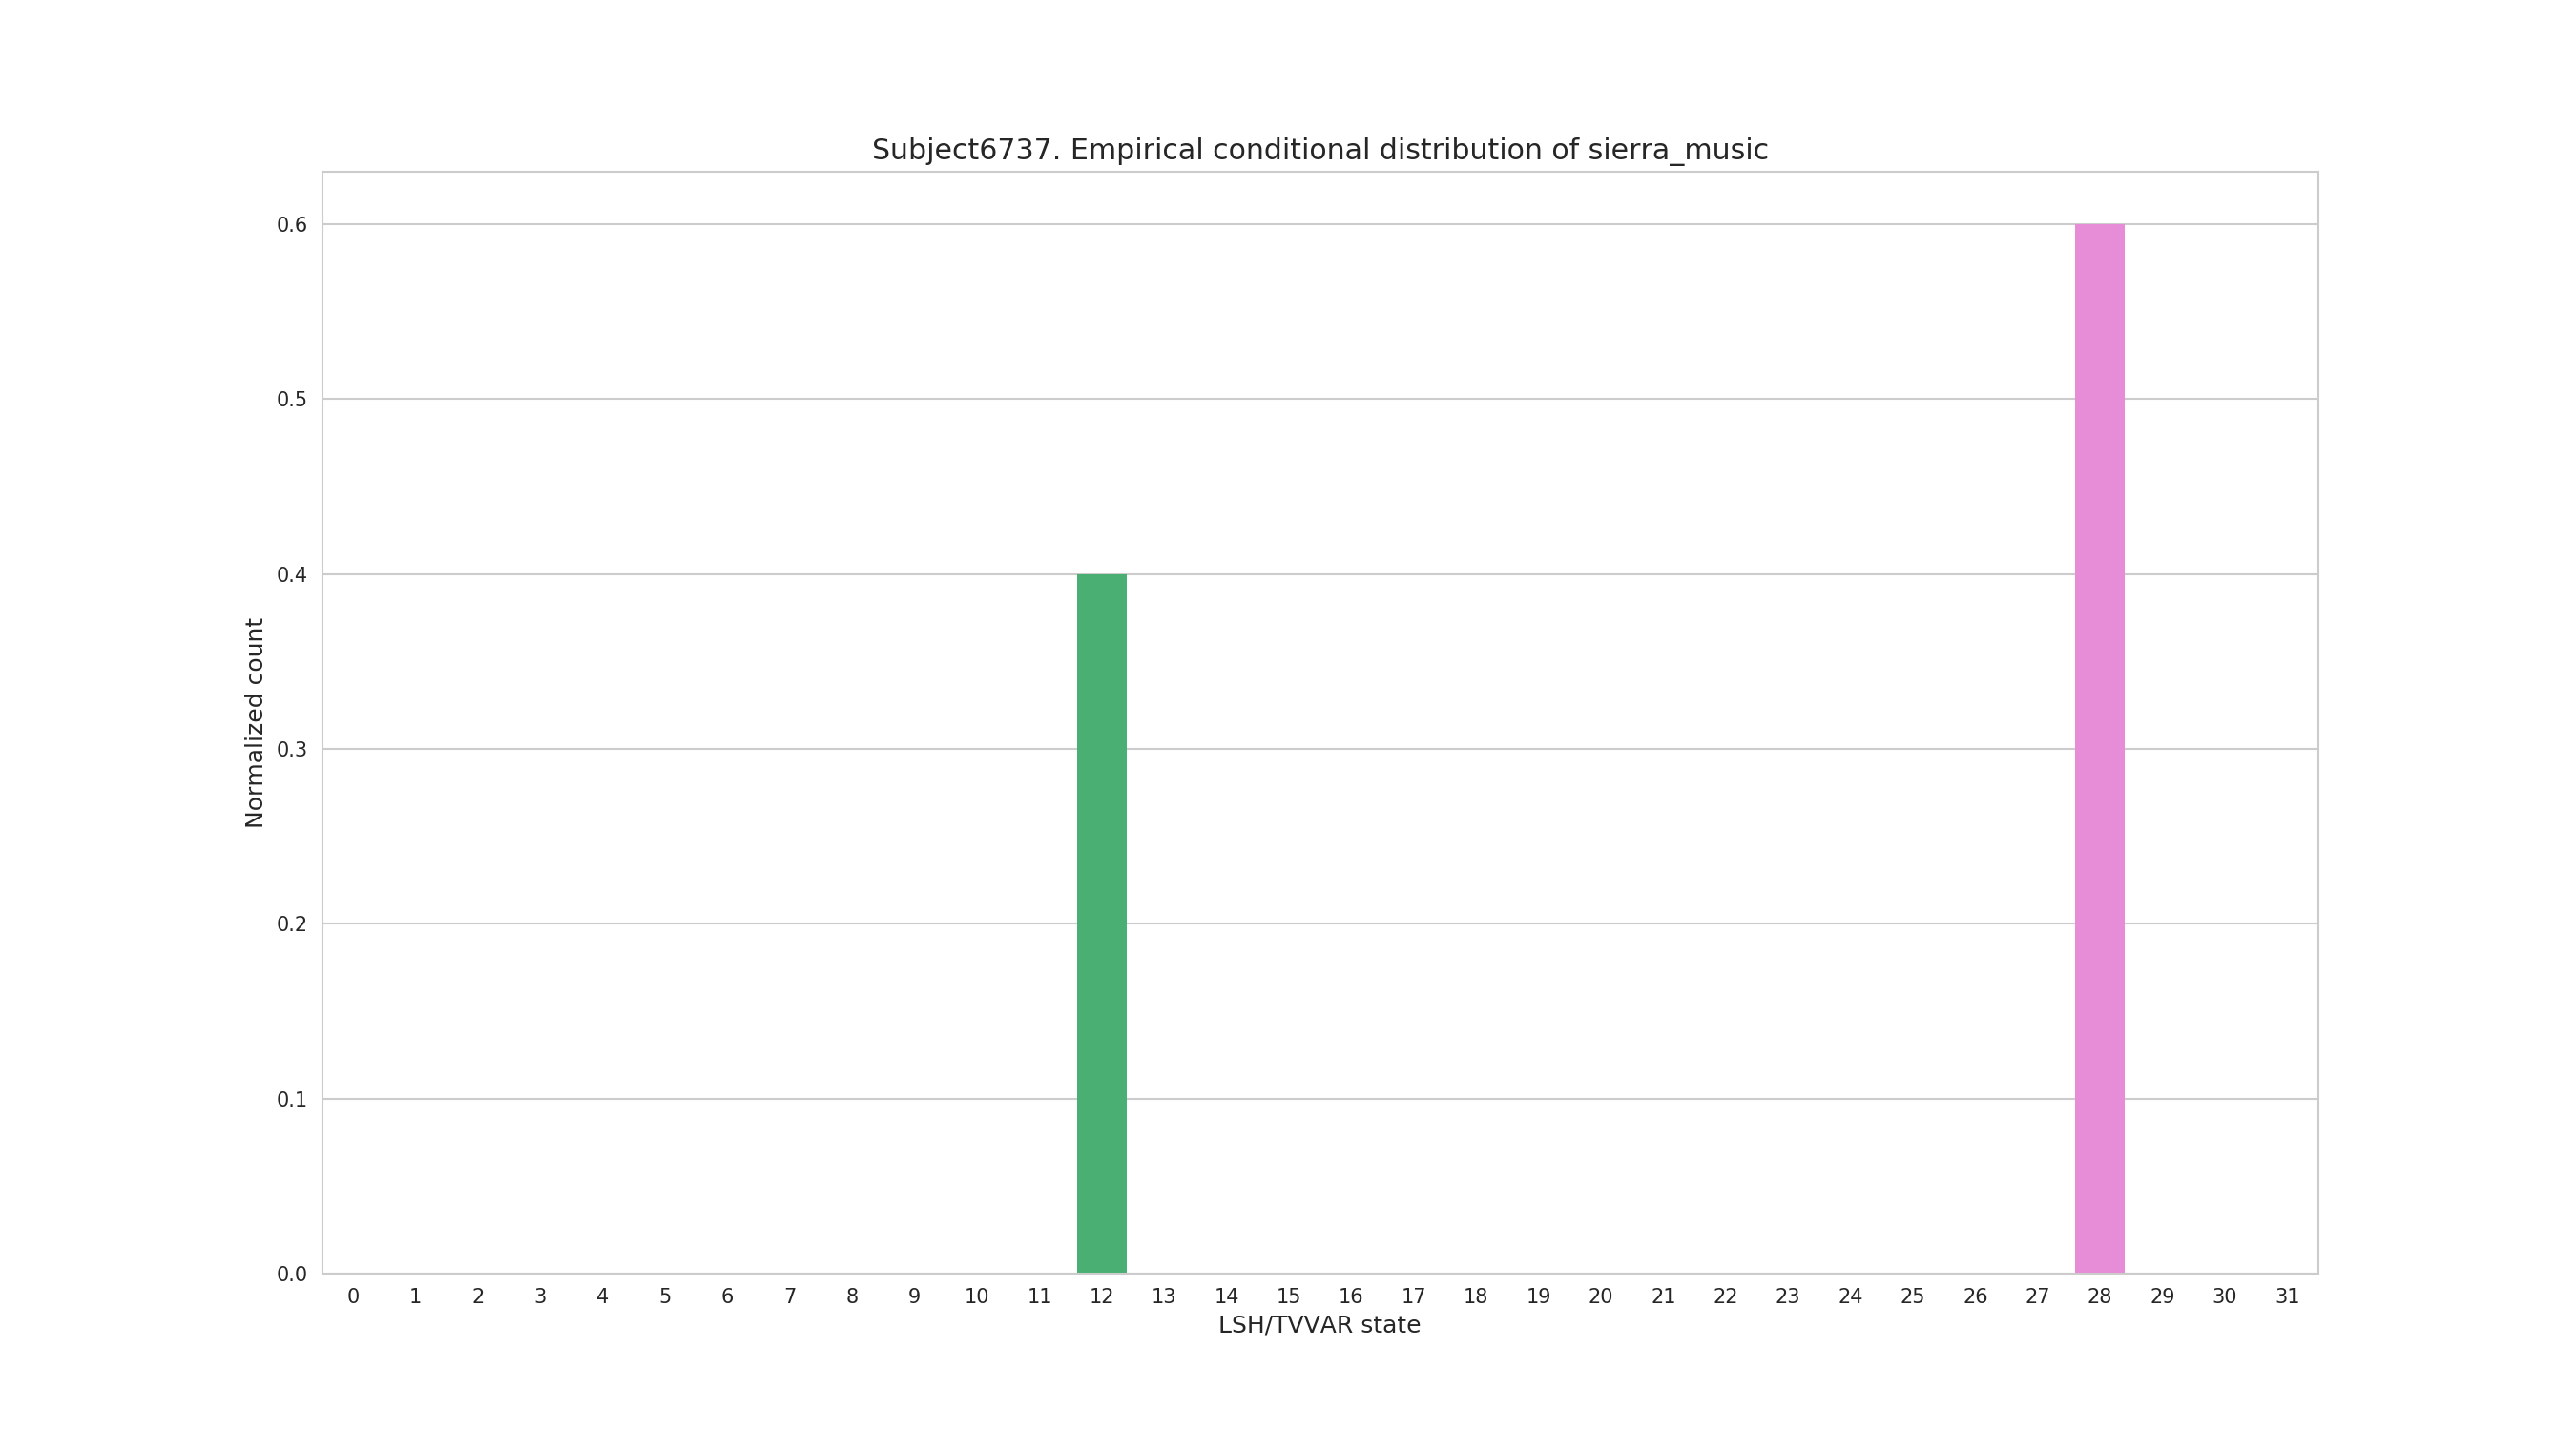 Subject6737. Empirical conditional distribution of sierra_music
0.6
0.5
0.4
0.3
0.2
0.1
0.0
Normalized count
0 1 2 3 4 5 6 7 8 9 10 11 12 13 14 15 16 17 18 19 20 21 22 23 24 25 26 27 28 29 30 31
LSH/TVVAR state